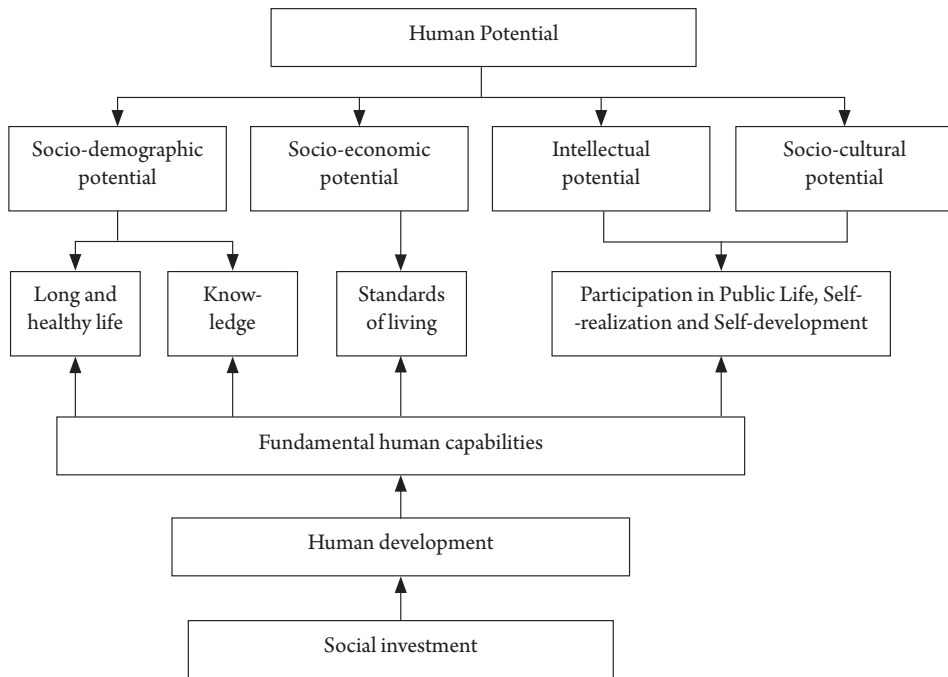 Human Potential
Socio-demographic
potential
Socio-economic
potential
Intellectual
potential
Socio-cultural
potential
Long and
healthy life
Know-
ledge
Standards
of living
Participation in Public Life, Self-
-realization and Self-development
Fundamental human capabilities
Human development
Social investment